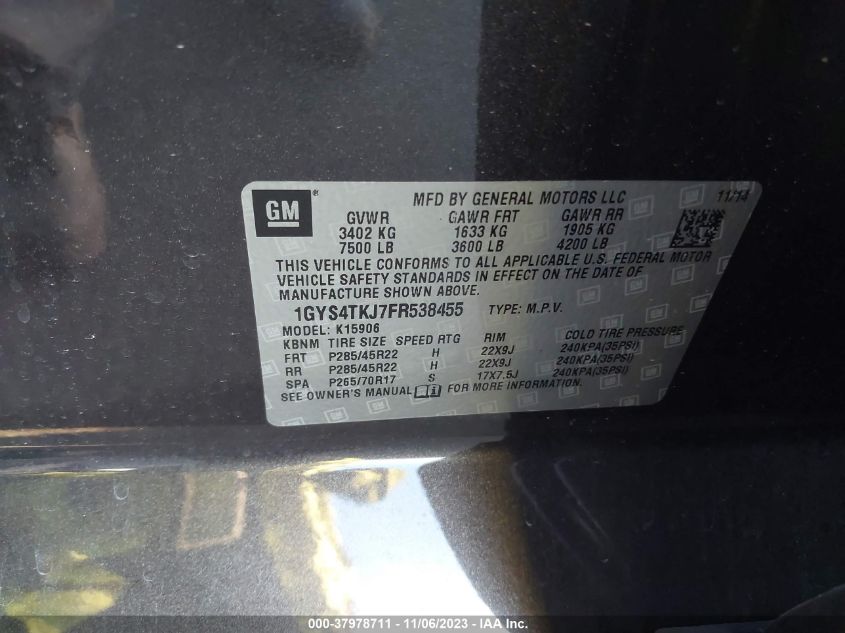 GM ®
MFD BY GENERAL MOTORS LLC 11/14
GVWR GAWR FRT GAWR RR
3402 KG 1633 KG 1905 KG
7500 LB 3600 LB 4200 LB
THIS VEHICLE CONFORMS TO ALL APPLICABLE U.S. FEDERAL MOTOR
VEHICLE SAFETY STANDARDS IN EFFECT ON THE DATE OF
MANUFACTURE SHOWN ABOVE.
1GYS4TKJ7FR538455 TYPE: M.P.V.
MODEL: K15906
KBNM TIRE SIZE SPEED RTG RIM COLD TIRE PRESSURE
FRT P285/45R22 H 22X9J 240KPA(35PSI)
RR P285/45R22 H 22X9J 240KPA(35PSI)
SPA P265/70R17 S 17X7.5J 240KPA(35PSI)
SEE OWNER'S MANUAL FOR MORE INFORMATION.
000-37978711 - 11/06/2023 - IAA Inc.